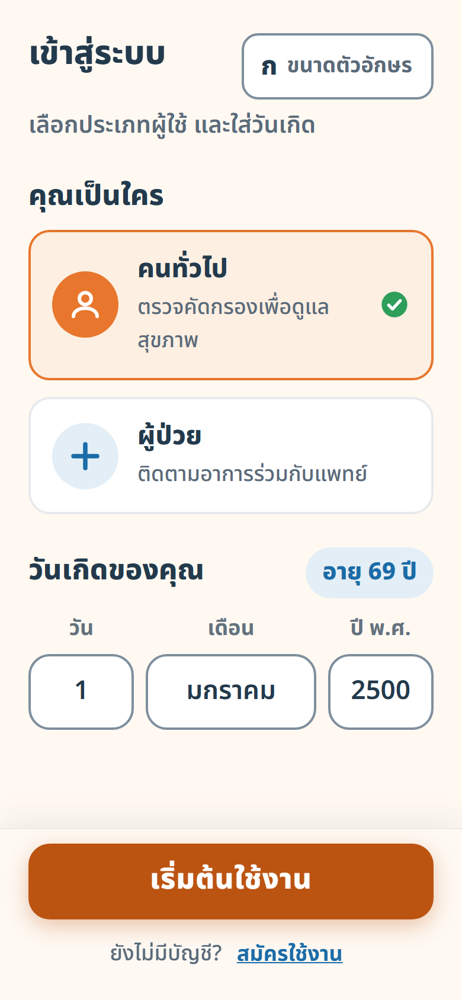 เข้าสู่ระบบ
ก ขนาดตัวอักษร
เลือกประเภทผู้ใช้ และใส่วันเกิด
คุณเป็นใคร
คนทั่วไป
ตรวจคัดกรองเพื่อดูแล
สุขภาพ
ผู้ป่วย
ติดตามอาการร่วมกับแพทย์
วันเกิดของคุณ
อายุ 69 ปี
วัน เดือน ปี พ.ศ.
1 มกราคม 2500
เริ่มต้นใช้งาน
ยังไม่มีบัญชี? สมัครใช้งาน